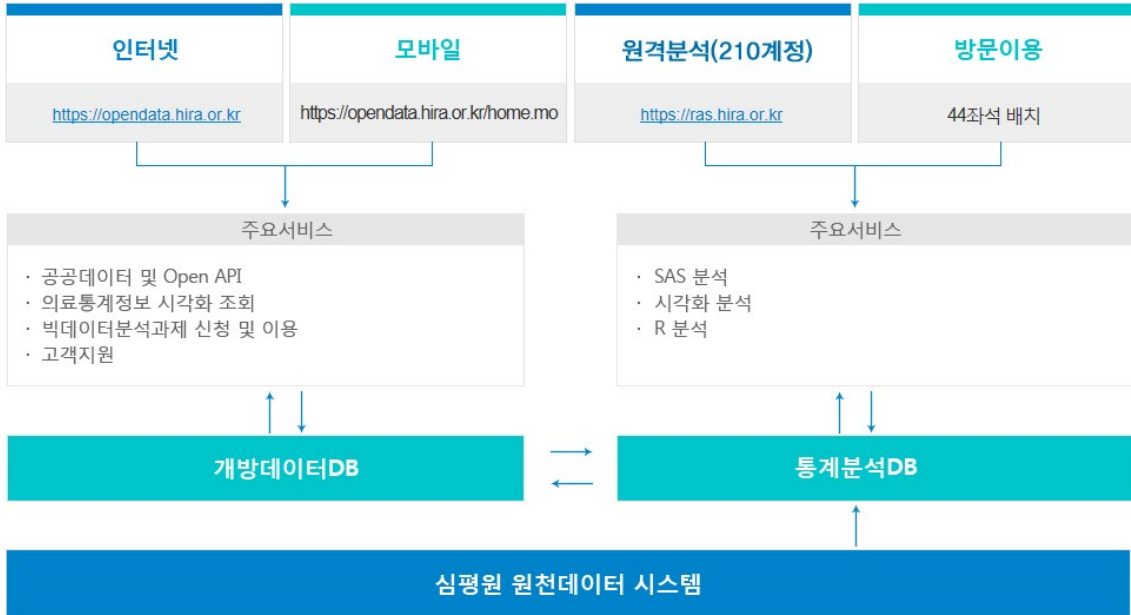 인터넷
모바일
원격분석(210계정)
방문이용
https://opendata.hira.or.kr
https://opendata.hira.or.kr/home.mo
https://ras.hira.or.kr
44좌석 배치
주요서비스
· 공공데이터 및 Open API
· 의료통계정보 시각화 조회
· 빅데이터분석과제 신청 및 이용
· 고객지원
주요서비스
· SAS 분석
· 시각화 분석
· R 분석
개방데이터DB
통계분석DB
심평원 원천데이터 시스템